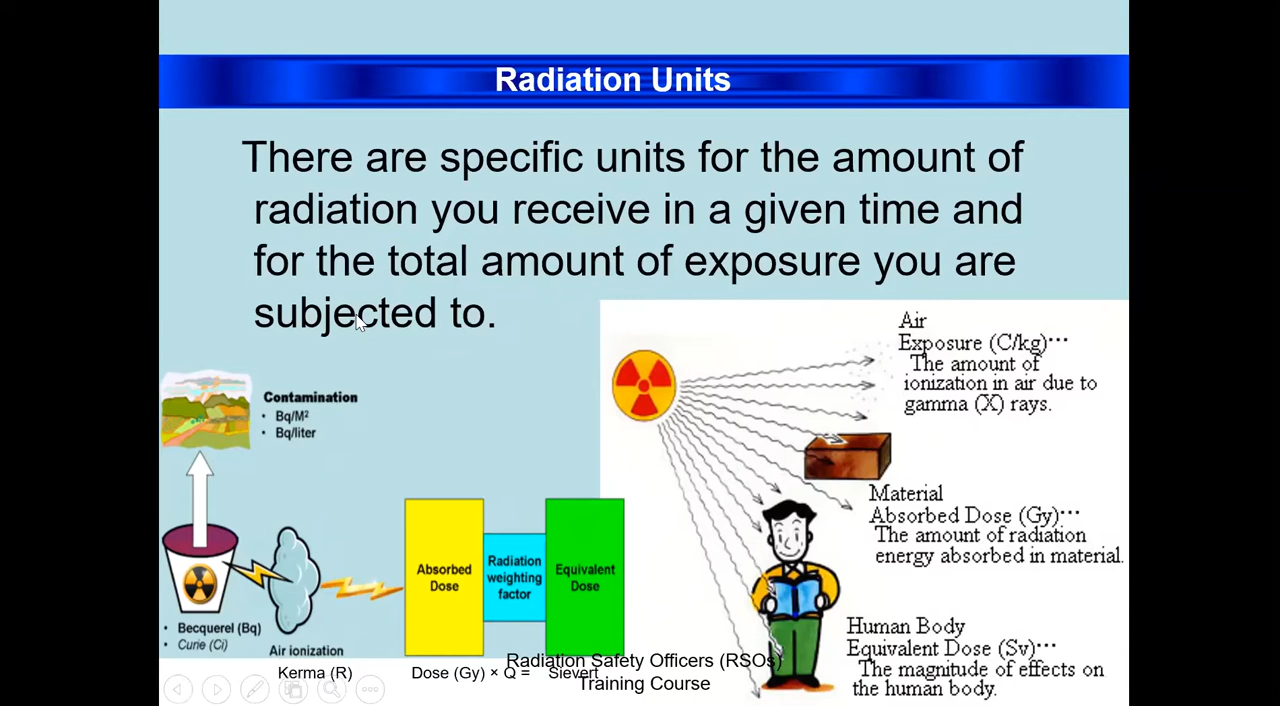 Radiation Units
There are specific units for the amount of
radiation you receive in a given time and
for the total amount of exposure you are
subjected to.
Contamination
• Bq/M²
• Bq/liter
• Becquerel (Bq)
• Curie (Ci)
Air ionization
Absorbed
Dose
Radiation
weighting
factor
Equivalent
Dose
Kerma (R)
Dose (Gy) × Q =
Sievert
Air
Exposure (C/kg)···
The amount of
ionization in air due to
gamma (X) rays.
Material
Absorbed Dose (Gy)···
The amount of radiation
energy absorbed in material.
Human Body
Equivalent Dose (Sv)···
The magnitude of effects on
the human body.
Radiation Safety Officers (RSOs)
Training Course